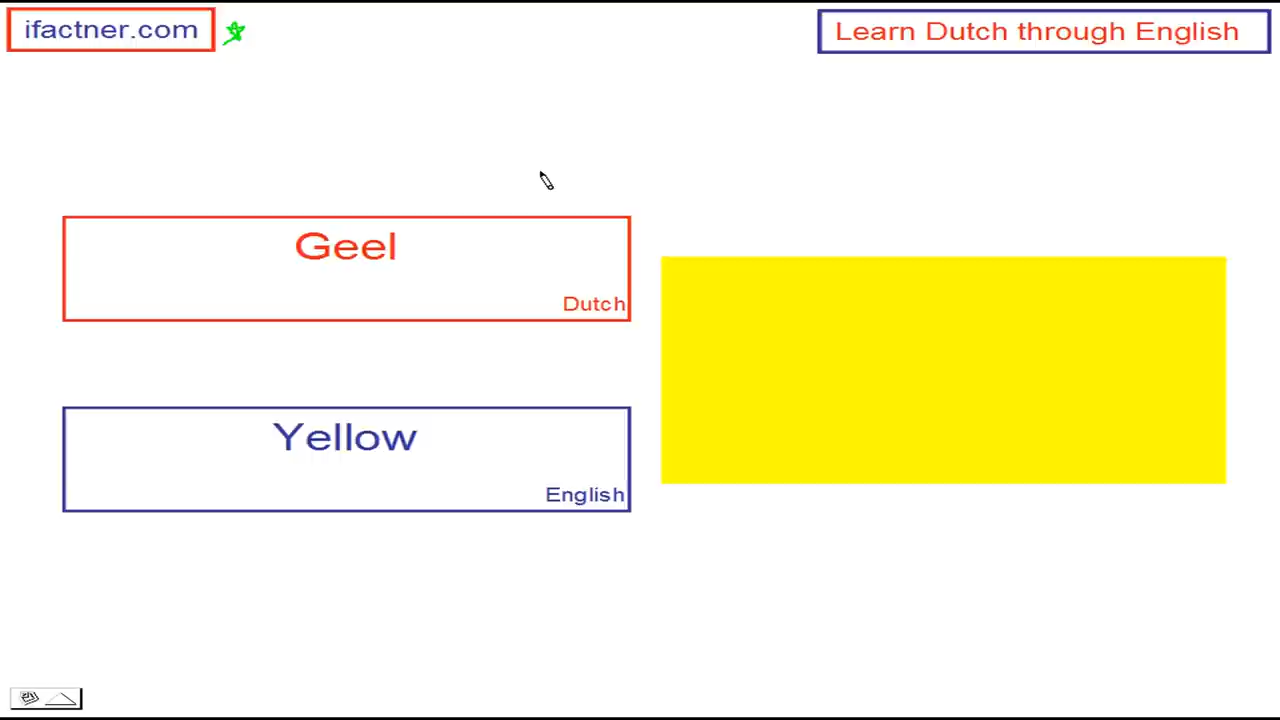 ifactner.com
Learn Dutch through English
Geel
Dutch
Yellow
English